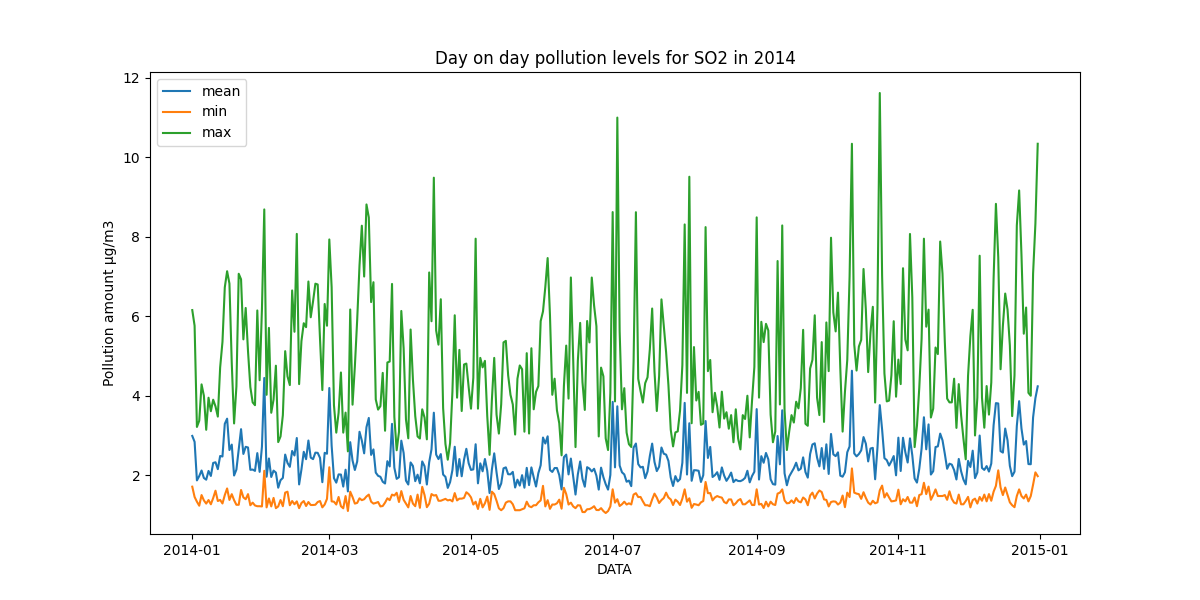 Day on day pollution levels for SO2 in 2014
12
10
8
6
4
2
Pollution amount µg/m3
mean
min
max
2014-01
2014-03
2014-05
2014-07
2014-09
2014-11
2015-01
DATA